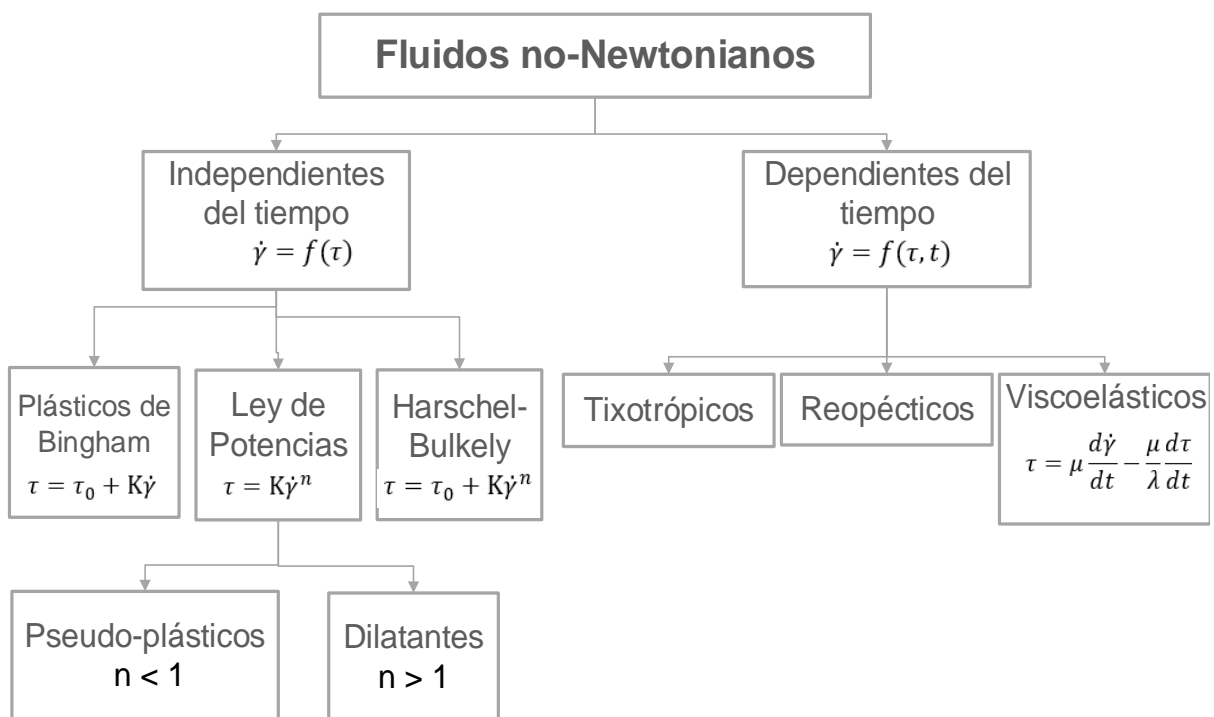 Fluidos no-Newtonianos
Independientes
del tiempo
γ̇ = f(τ)
Dependientes del
tiempo
γ̇ = f(τ, t)
Plásticos de
Bingham
τ = τ₀ + Kγ̇
Ley de
Potencias
τ = Kγ̇ⁿ
Harschel-
Bulkely
τ = τ₀ + Kγ̇ⁿ
Tixotrópicos
Reopécticos
Viscoelásticos
τ = μ dγ̇/dt − μ/λ dτ/dt
Pseudo-plásticos
n < 1
Dilatantes
n > 1